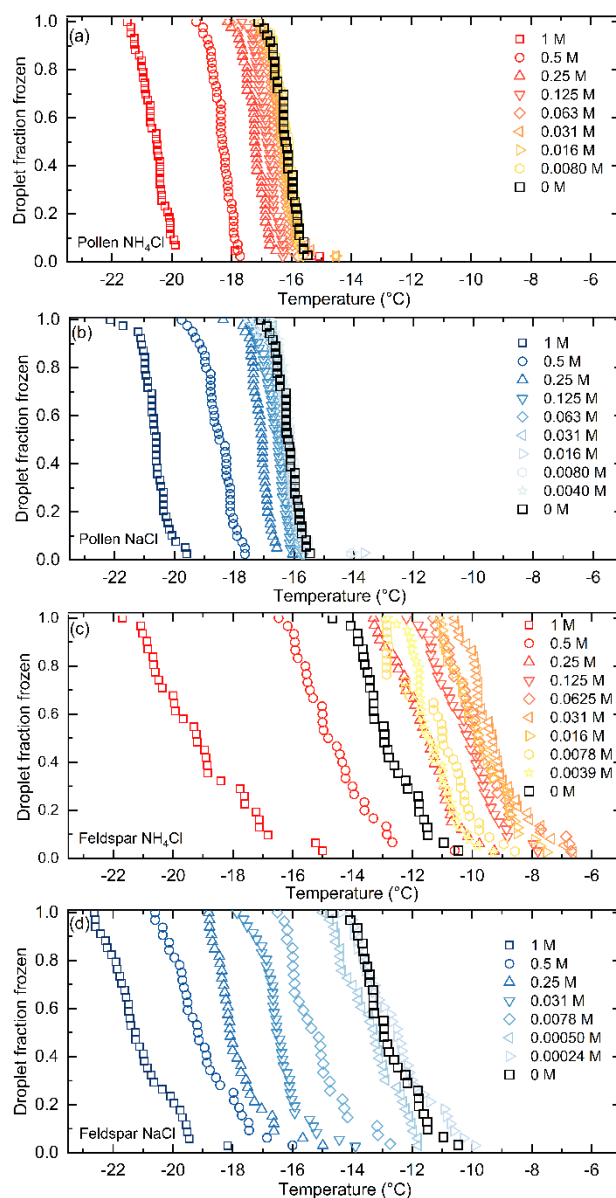 (a)
Droplet fraction frozen
1.0
0.8
0.6
0.4
0.2
0.0
1 M
0.5 M
0.25 M
0.125 M
0.063 M
0.031 M
0.016 M
0.0080 M
0 M
Pollen NH₄Cl
-22 -20 -18 -16 -14 -12 -10 -8 -6
Temperature (°C)
(b)
Droplet fraction frozen
1.0
0.8
0.6
0.4
0.2
0.0
1 M
0.5 M
0.25 M
0.125 M
0.063 M
0.031 M
0.016 M
0.0080 M
0.0040 M
0 M
Pollen NaCl
-22 -20 -18 -16 -14 -12 -10 -8 -6
Temperature (°C)
(c)
Droplet fraction frozen
1.0
0.8
0.6
0.4
0.2
0.0
1 M
0.5 M
0.25 M
0.125 M
0.0625 M
0.031 M
0.016 M
0.0078 M
0.0039 M
0 M
Feldspar NH₄Cl
-22 -20 -18 -16 -14 -12 -10 -8 -6
Temperature (°C)
(d)
Droplet fraction frozen
1.0
0.8
0.6
0.4
0.2
0.0
1 M
0.5 M
0.25 M
0.031 M
0.0078 M
0.00050 M
0.00024 M
0 M
Feldspar NaCl
-22 -20 -18 -16 -14 -12 -10 -8 -6
Temperature (°C)